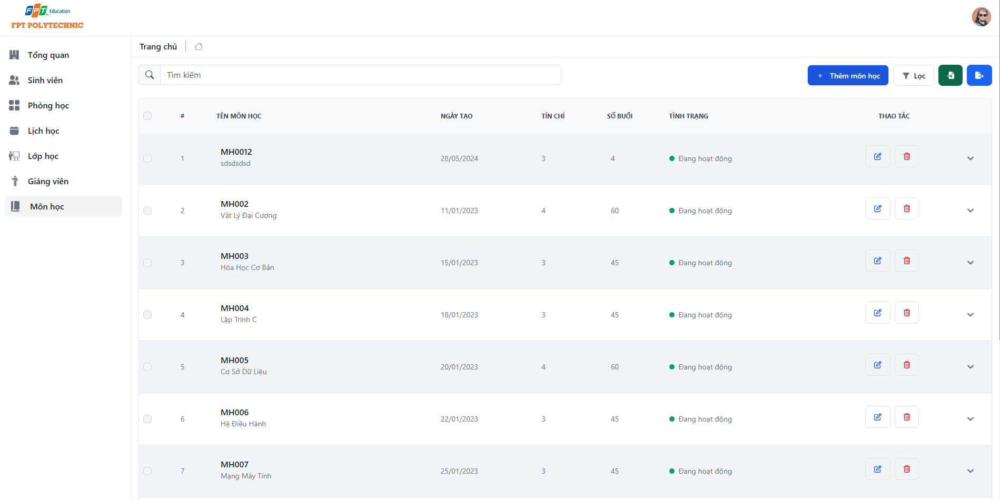 FPT Education
FPT POLYTECHNIC
Tổng quan
Sinh viên
Phòng học
Lịch học
Lớp học
Giảng viên
Môn học
Trang chủ
Tìm kiếm
+ Thêm môn học
Lọc
# TÊN MÔN HỌC NGÀY TẠO TÍN CHỈ SỐ BUỔI TÌNH TRẠNG THAO TÁC
MH0012
1 28/05/2024 3 4 Đang hoạt động
sdsdsdsd
MH002
2 11/01/2023 4 60 Đang hoạt động
Vật Lý Đại Cương
MH003
3 15/01/2023 3 45 Đang hoạt động
Hóa Học Cơ Bản
MH004
4 18/01/2023 3 45 Đang hoạt động
Lập Trình C
MH005
5 20/01/2023 4 60 Đang hoạt động
Cơ Sở Dữ Liệu
MH006
6 22/01/2023 3 45 Đang hoạt động
Hệ Điều Hành
MH007
7 25/01/2023 3 45 Đang hoạt động
Mạng Máy Tính